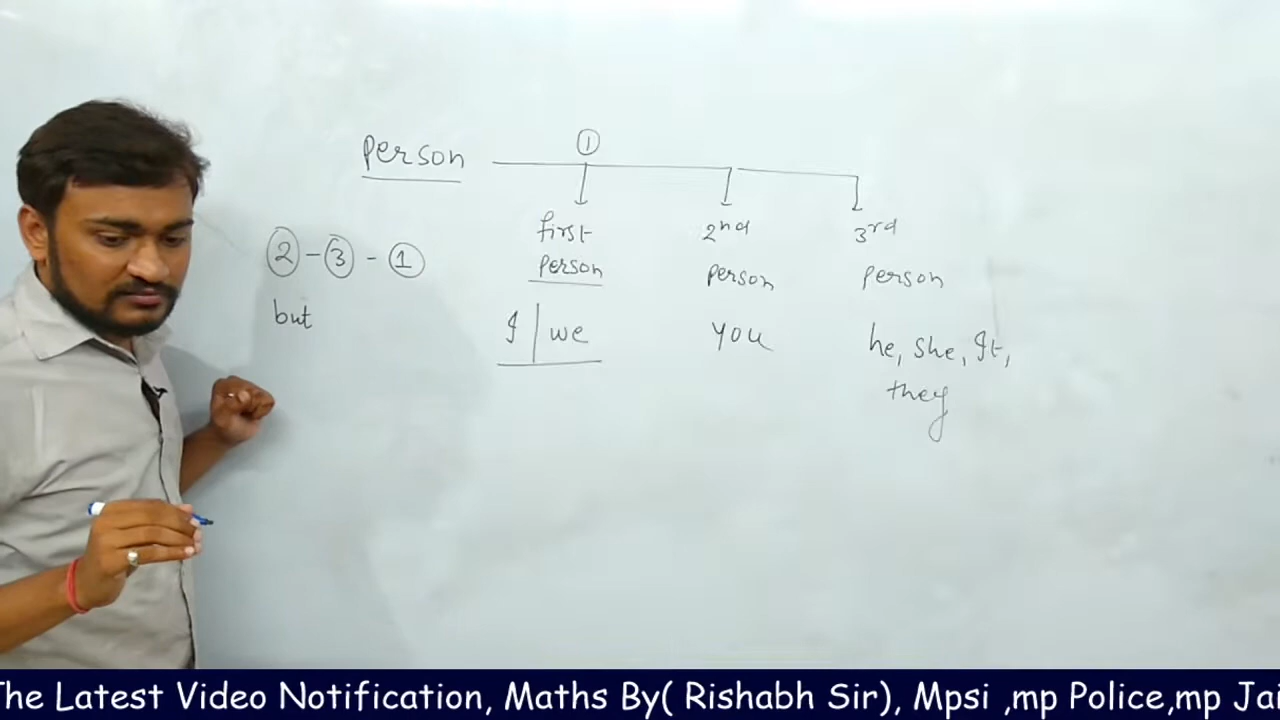 Person
①
first
person
I | we
2nd
person
you
3rd
person
he, she, It,
they
② - ③ - ①
but
The Latest Video Notification, Maths By( Rishabh Sir), Mpsi ,mp Police,mp Jai